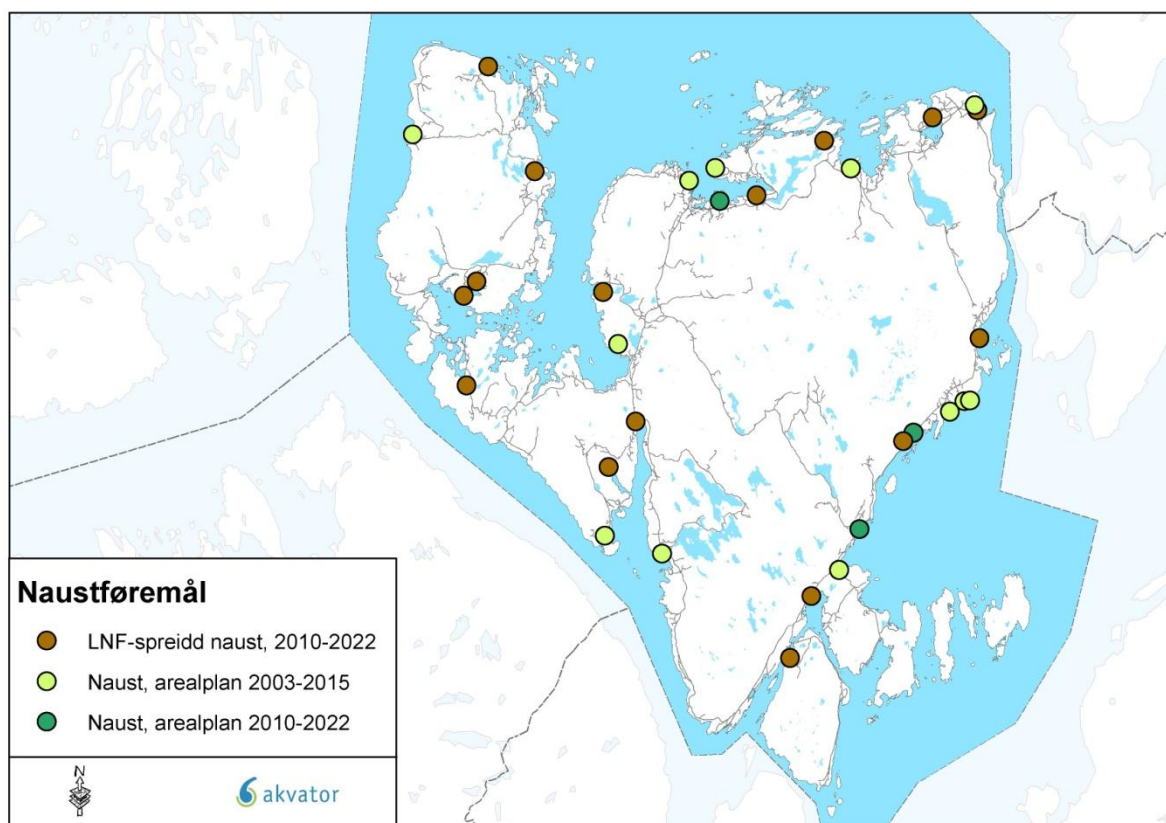 Naustføremål
LNF-spreidd naust, 2010-2022
Naust, arealplan 2003-2015
Naust, arealplan 2010-2022
N
akvator